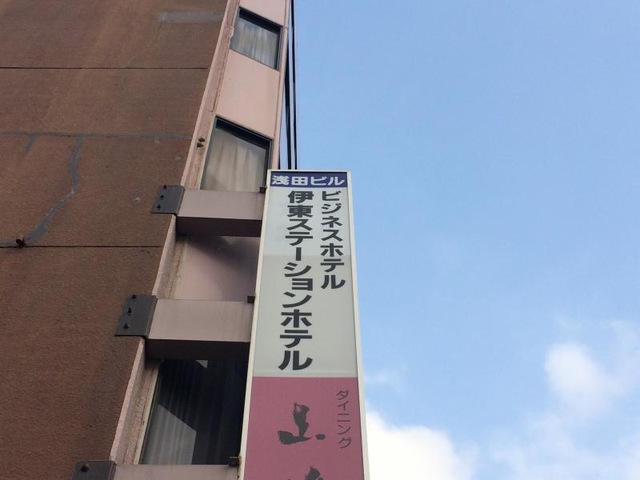 浅田ビル
ビジネスホテル
伊東ステーションホテル
ダイニング